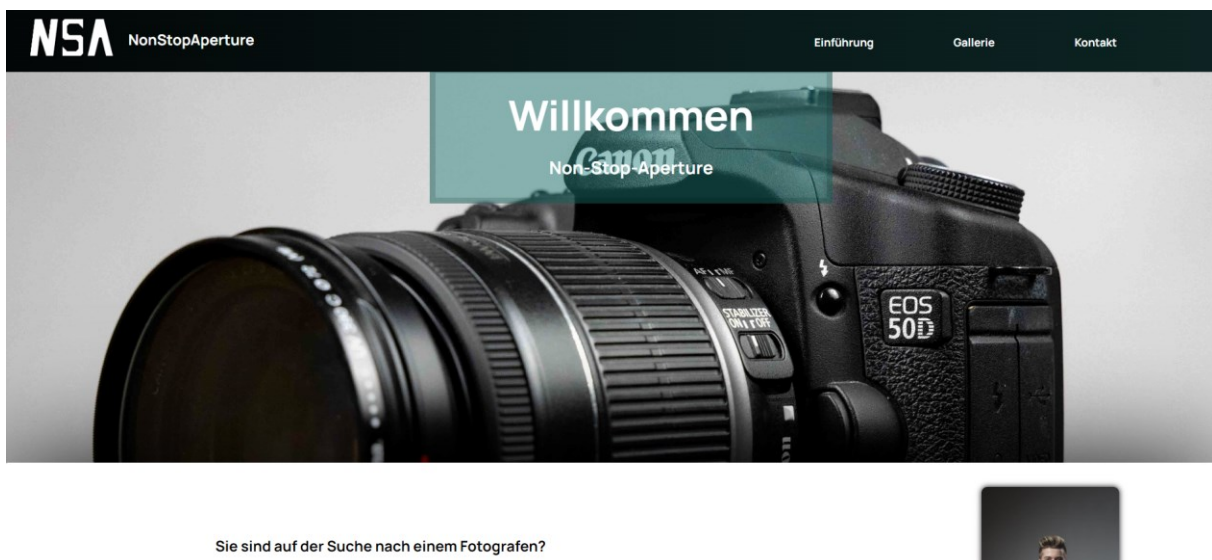 NSA NonStopAperture Einführung Gallerie Kontakt
Willkommen
Canon
Non-Stop-Aperture
AF MF
STABILIZER
ON OFF
EOS
50D
Sie sind auf der Suche nach einem Fotografen?